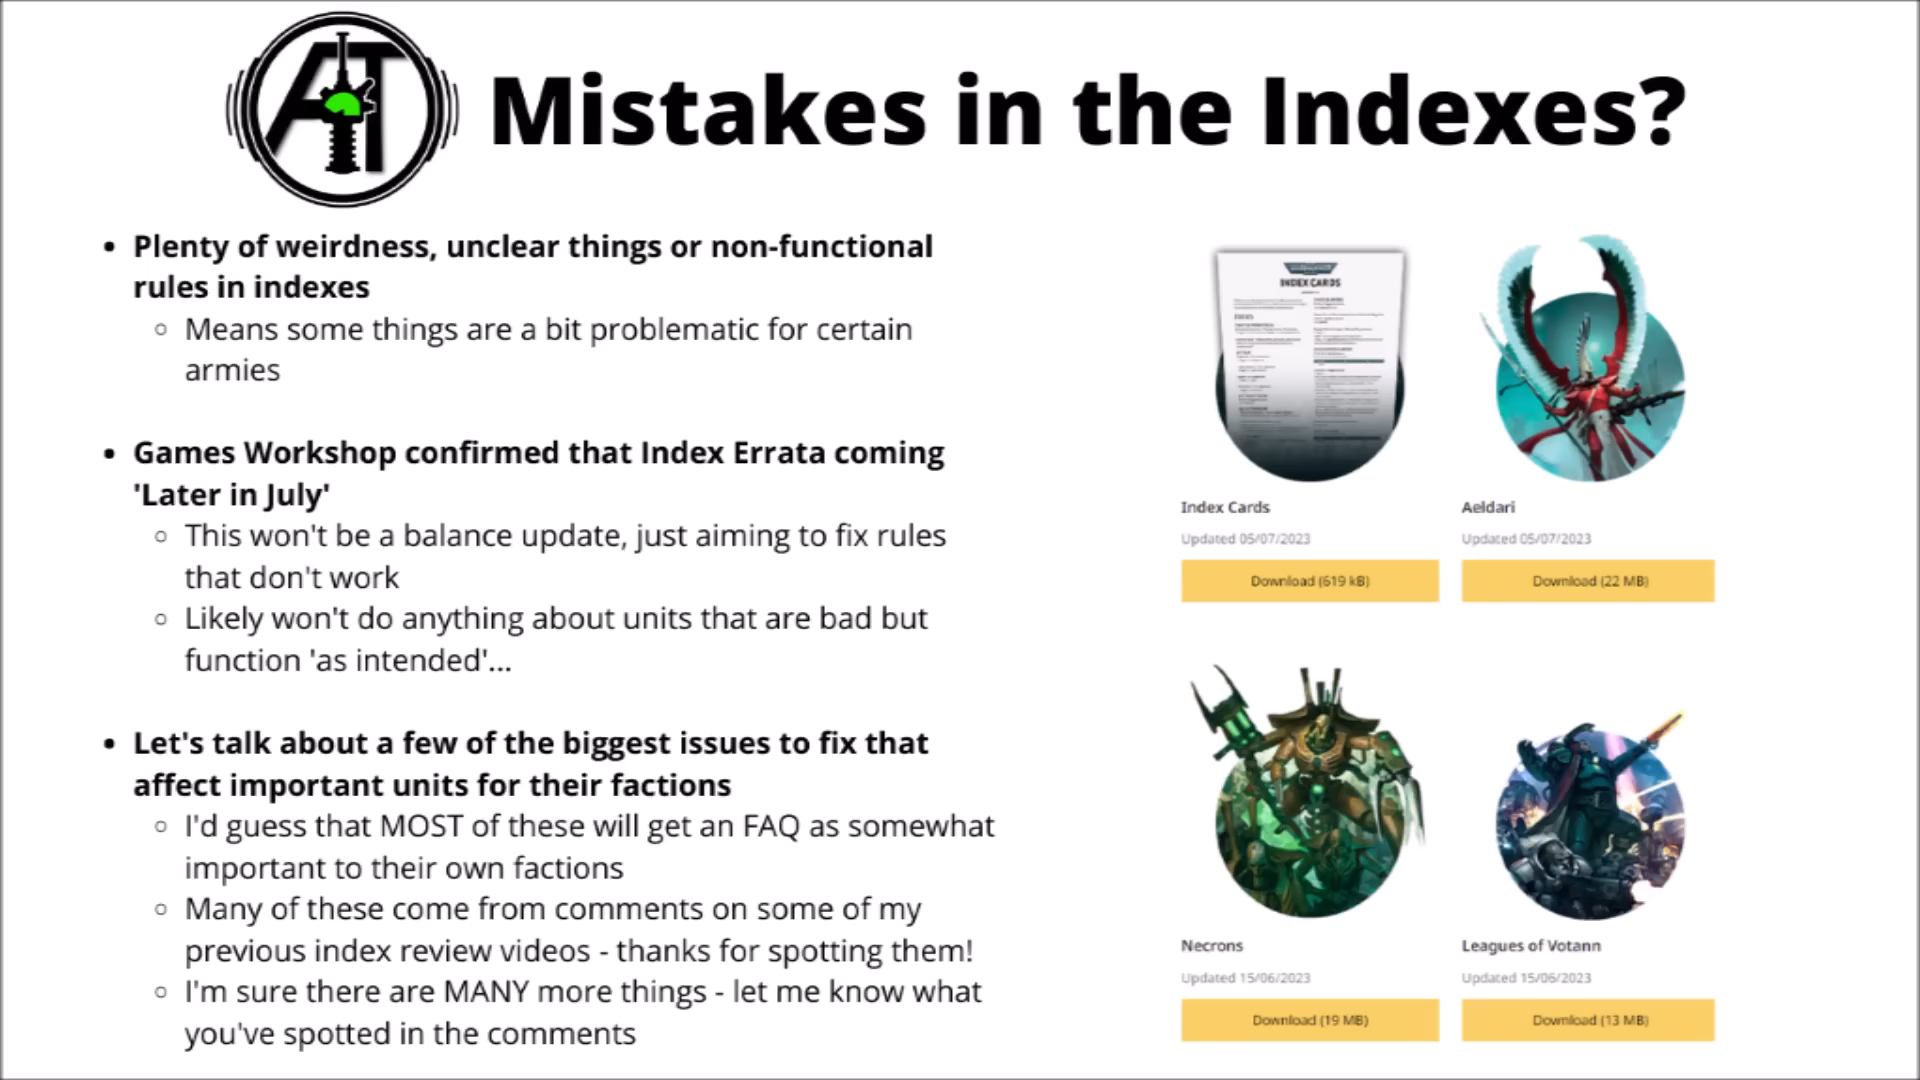 AT
Mistakes in the Indexes?
• Plenty of weirdness, unclear things or non-functional
rules in indexes
○ Means some things are a bit problematic for certain
armies
• Games Workshop confirmed that Index Errata coming
'Later in July'
○ This won't be a balance update, just aiming to fix rules
that don't work
○ Likely won't do anything about units that are bad but
function 'as intended'...
• Let's talk about a few of the biggest issues to fix that
affect important units for their factions
○ I'd guess that MOST of these will get an FAQ as somewhat
important to their own factions
○ Many of these come from comments on some of my
previous index review videos - thanks for spotting them!
○ I'm sure there are MANY more things - let me know what
you've spotted in the comments
INDEX CARDS
Index Cards
Updated 05/07/2023
Download (619 kB)
Aeldari
Updated 05/07/2023
Download (22 MB)
Necrons
Updated 15/06/2023
Download (19 MB)
Leagues of Votann
Updated 15/06/2023
Download (13 MB)